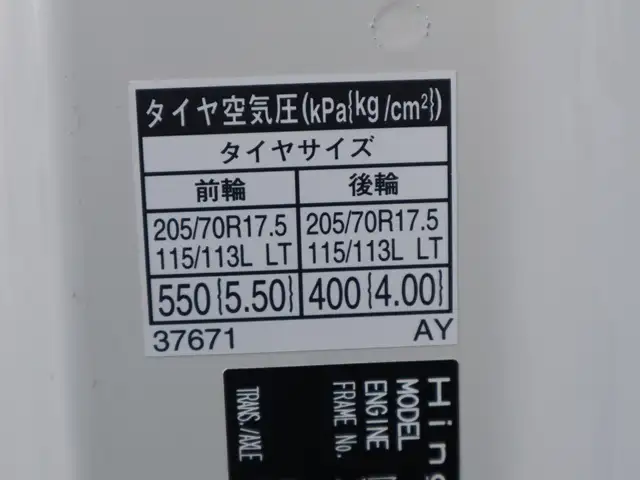 タイヤ空気圧(kPa{kg/cm²})
タイヤサイズ
前輪 後輪
205/70R17.5 205/70R17.5
115/113L LT 115/113L LT
550{5.50} 400{4.00}
37671 AY
Hin
MODEL
ENGINE
FRAME No.
TRANS./AXLE